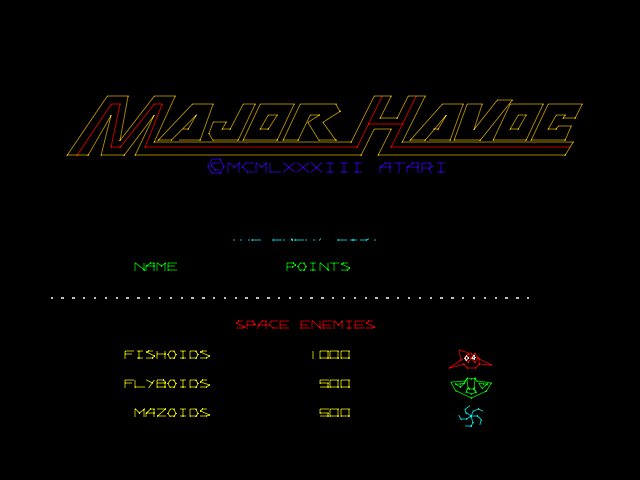 MAJOR HAVOC
©MCMLXXXIII ATARI
NAME POINTS
SPACE ENEMIES
FISHOIDS 1000
FLYBOIDS 500
MAZOIDS 500